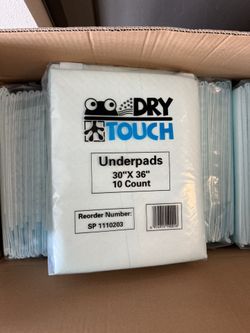 DRY
TOUCH
Underpads
30"X 36"
10 Count
Reorder Number:
SP 1110203